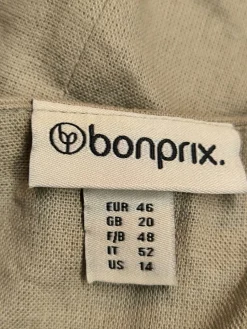 bonprix.
EUR 46
GB 20
F/B 48
IT 52
US 14